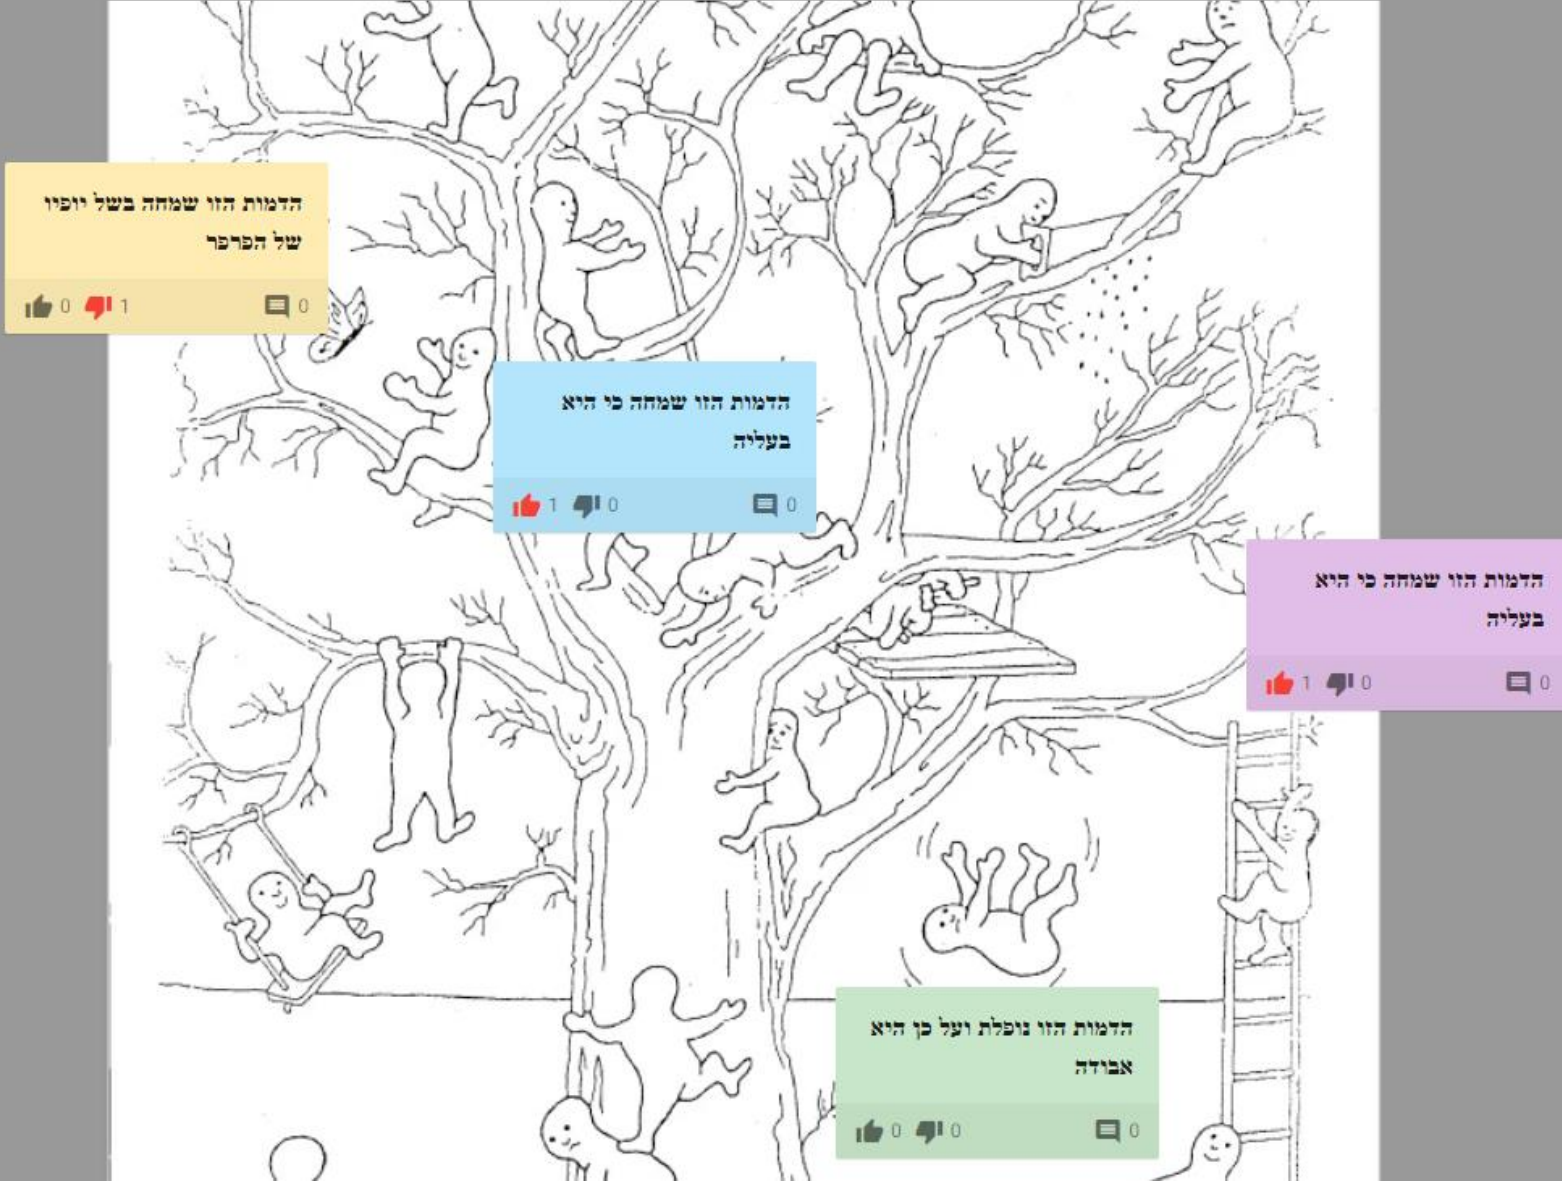 הדמות הזו שמחה בשל יופיו
של הפרפר
0 1 0
הדמות הזו שמחה כי היא
בעליה
1 0 0
הדמות הזו שמחה כי היא
בעליה
1 0 0
הדמות הזו נופלת ועל כן היא
אבודה
0 0 0